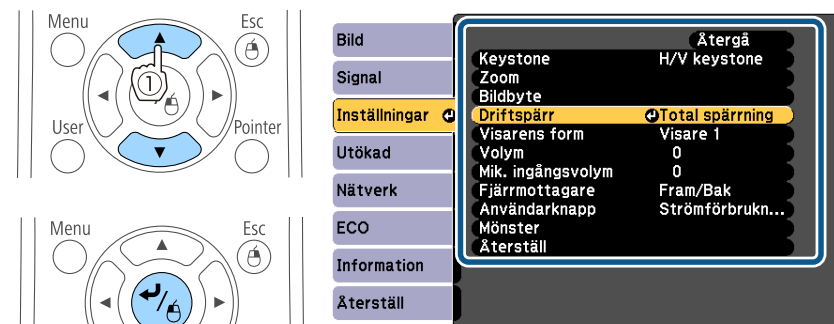 Menu Esc
①
User Pointer
Menu Esc
Bild
Signal
Inställningar
Utökad
Nätverk
ECO
Information
Återställ
Återgå
Keystone H/V keystone
Zoom
Bildbyte
Driftspärr Total spärrning
Visarens form Visare 1
Volym 0
Mik. ingångsvolym 0
Fjärrmottagare Fram/Bak
Användarknapp Strömförbrukn...
Mönster
Återställ